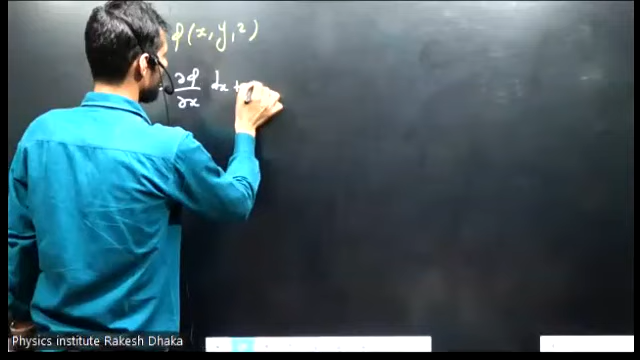 φ(x, y, z)
∂φ/∂x dx +
Physics institute Rakesh Dhaka